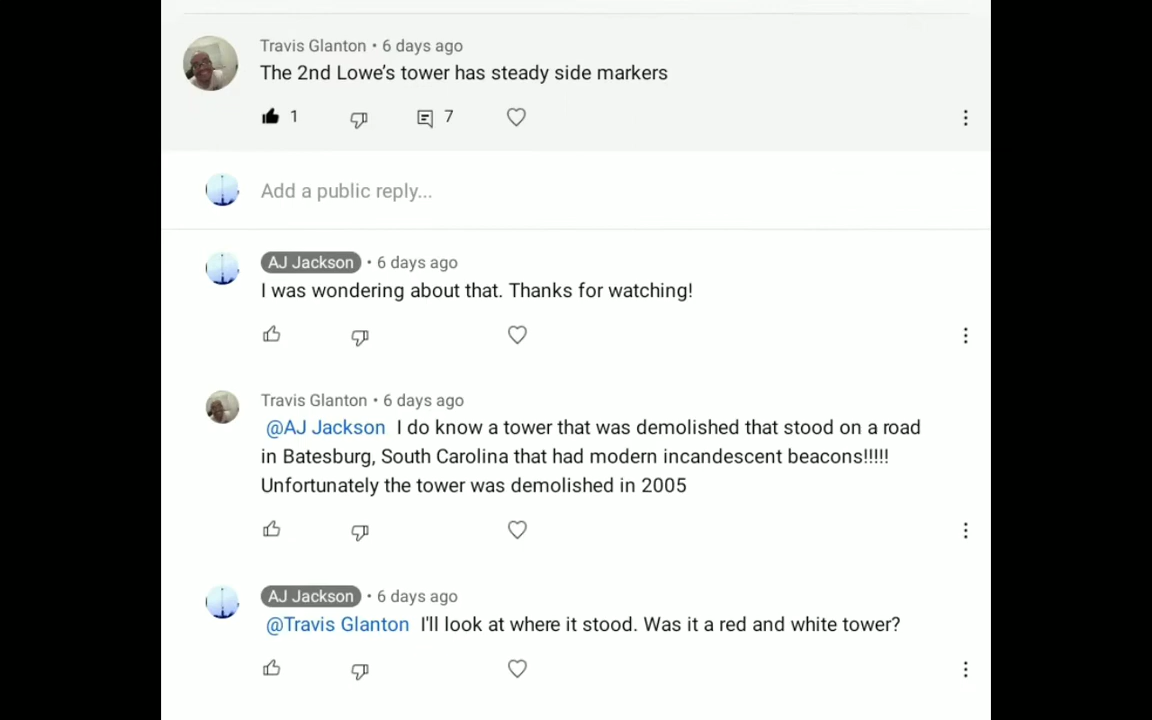 Travis Glanton • 6 days ago
The 2nd Lowe's tower has steady side markers
1
7
Add a public reply...
AJ Jackson • 6 days ago
I was wondering about that. Thanks for watching!
Travis Glanton • 6 days ago
@AJ Jackson I do know a tower that was demolished that stood on a road
in Batesburg, South Carolina that had modern incandescent beacons!!!!!
Unfortunately the tower was demolished in 2005
AJ Jackson • 6 days ago
@Travis Glanton I'll look at where it stood. Was it a red and white tower?